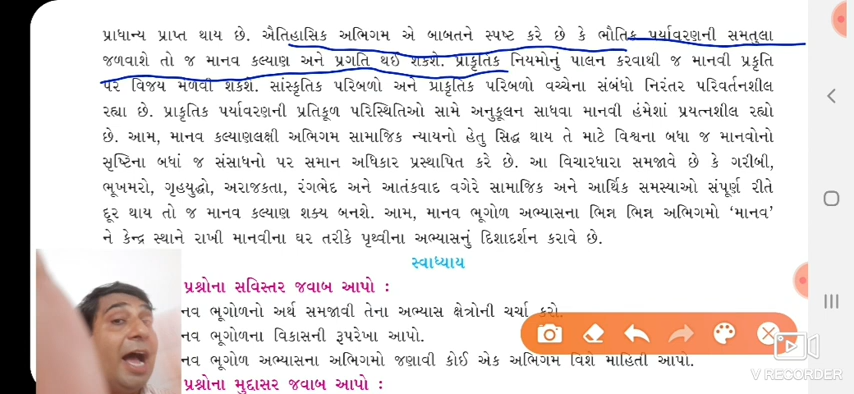 પ્રાધાન્ય પ્રાપ્ત થાય છે. ઐતિહાસિક અભિગમ એ બાબતને સ્પષ્ટ કરે છે કે ભૌતિક પર્યાવરણની સમતુલા
જળવાશે તો જ માનવ કલ્યાણ અને પ્રગતિ થઈ શકશે. પ્રાકૃતિક નિયમોનું પાલન કરવાથી જ માનવી પ્રકૃતિ
પર વિજય મળવી શકશે. સાંસ્કૃતિક પરિબળો અને પ્રાકૃતિક પરિબળો વચ્ચેના સંબંધો નિરંતર પરિવર્તનશીલ
રહ્યા છે. પ્રાકૃતિક પર્યાવરણની પ્રતિકૂળ પરિસ્થિતિઓ સામે અનુકૂલન સાધવા માનવી હંમેશાં પ્રયત્નશીલ રહ્યો
છે. આમ, માનવ કલ્યાણલક્ષી અભિગમ સામાજિક ન્યાયનો હેતુ સિદ્ધ થાય તે માટે વિશ્વના બધા જ માનવોનો
સૃષ્ટિના બધાં જ સંસાધનો પર સમાન અધિકાર પ્રસ્થાપિત કરે છે. આ વિચારધારા સમજાવે છે કે ગરીબી,
ભૂખમરો, ગૃહયુદ્ધો, અરાજકતા, રંગભેદ અને આતંકવાદ વગેરે સામાજિક અને આર્થિક સમસ્યાઓ સંપૂર્ણ રીતે
દૂર થાય તો જ માનવ કલ્યાણ શક્ય બનશે. આમ, માનવ ભૂગોળ અભ્યાસના ભિન્ન ભિન્ન અભિગમો ‘માનવ’
ને કેન્દ્ર સ્થાને રાખી માનવીના ઘર તરીકે પૃથ્વીના અભ્યાસનું દિશાદર્શન કરાવે છે.
સ્વાધ્યાય
પ્રશ્નોના સવિસ્તર જવાબ આપો :
નવ ભૂગોળનો અર્થ સમજાવી તેના અભ્યાસ ક્ષેત્રોની ચર્ચા કરો.
નવ ભૂગોળના વિકાસની રૂપરેખા આપો.
નવ ભૂગોળ અભ્યાસના અભિગમો જણાવી કોઈ એક અભિગમ વિશે માહિતી આપો.
પ્રશ્નોના મુદ્દાસર જવાબ આપો :
V RECORDER